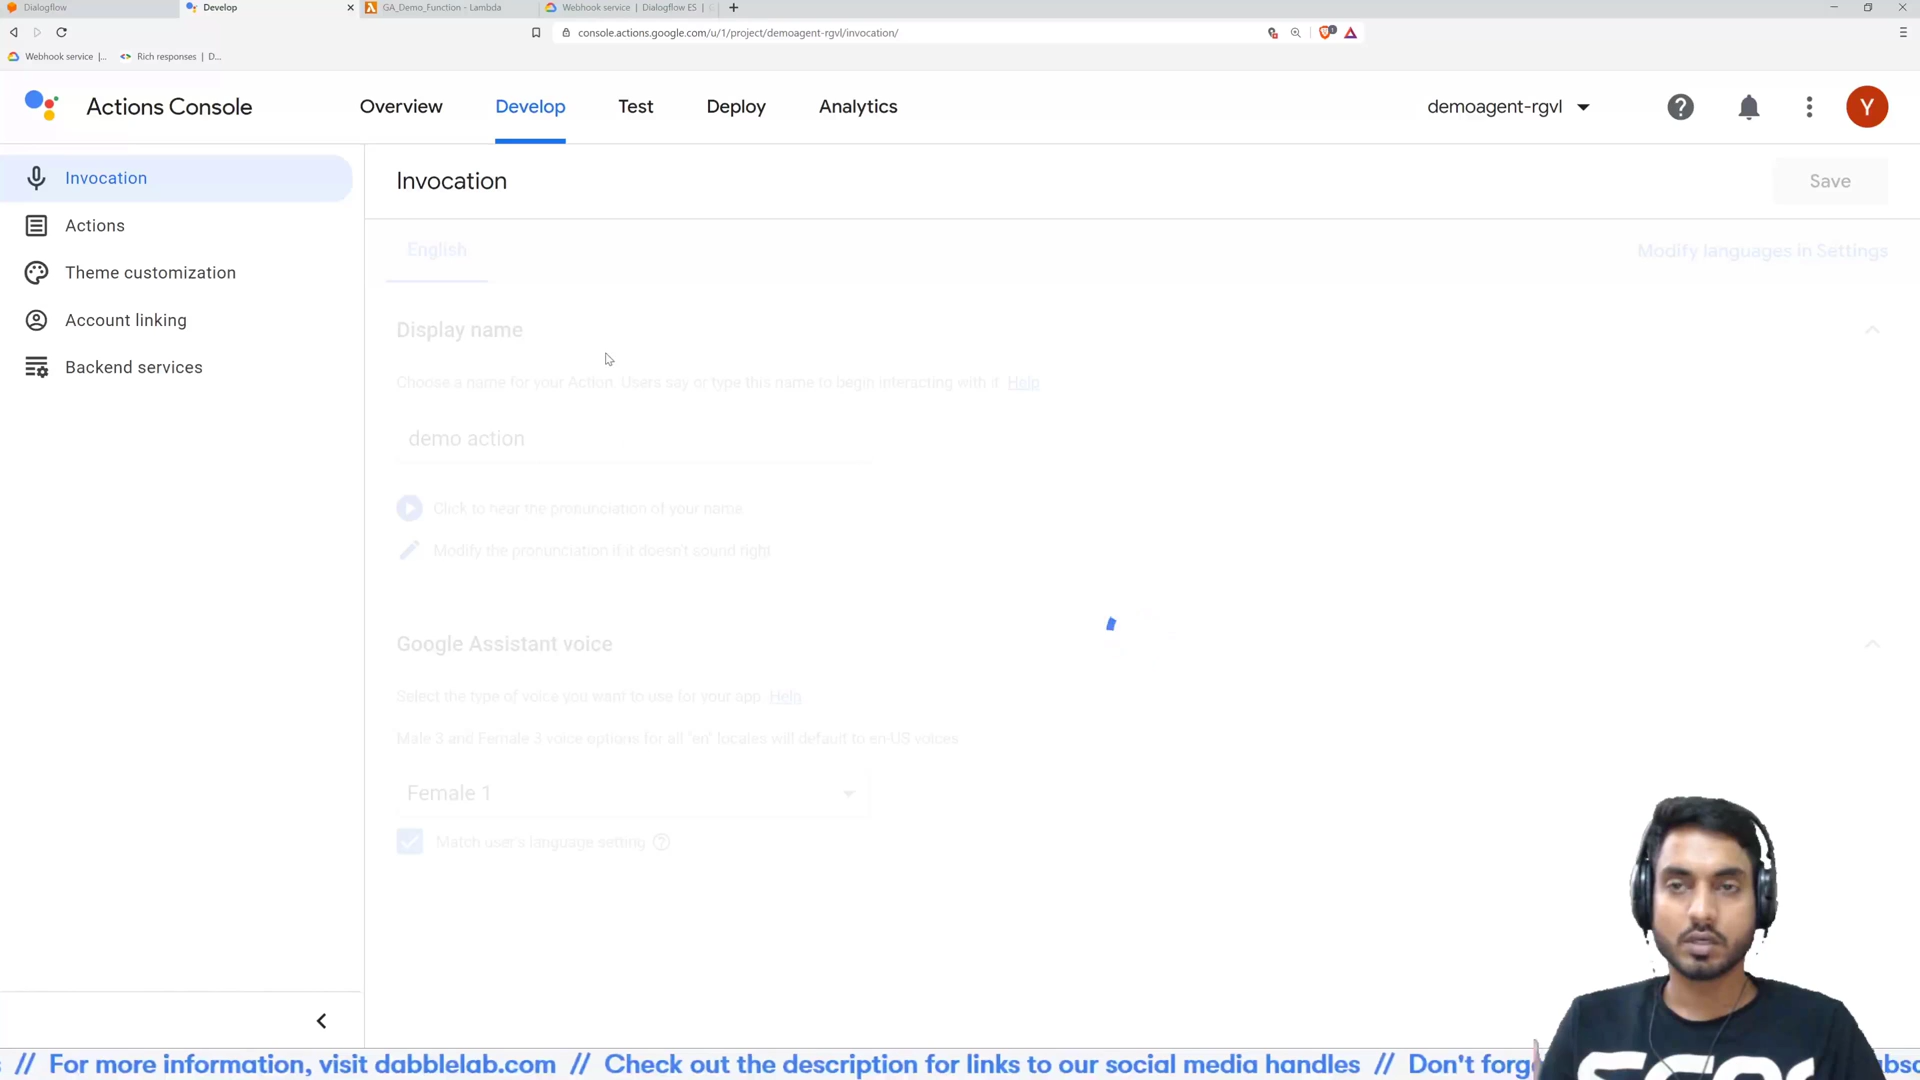 Dialogflow
Develop
GA_Demo_Function - Lambda
Webhook service | Dialogflow ES |
console.actions.google.com/u/1/project/demoagent-rgvl/invocation/
Webhook service |...
Rich responses | D...
Actions Console
Overview
Develop
Test
Deploy
Analytics
demoagent-rgvl
Y
Invocation
Actions
Theme customization
Account linking
Backend services
Invocation
Save
English
Modify languages in Settings
Display name
Choose a name for your Action. Users say or type this name to begin interacting with it. Help
demo action
Click to hear the pronunciation of your name
Modify the pronunciation if it doesn't sound right
Google Assistant voice
Select the type of voice you want to use for your app. Help
Male 3 and Female 3 voice options for all "en" locales will default to en-US voices
Female 1
Match user's language setting
s // For more information, visit dabblelab.com // Check out the description for links to our social media handles // Don't forg